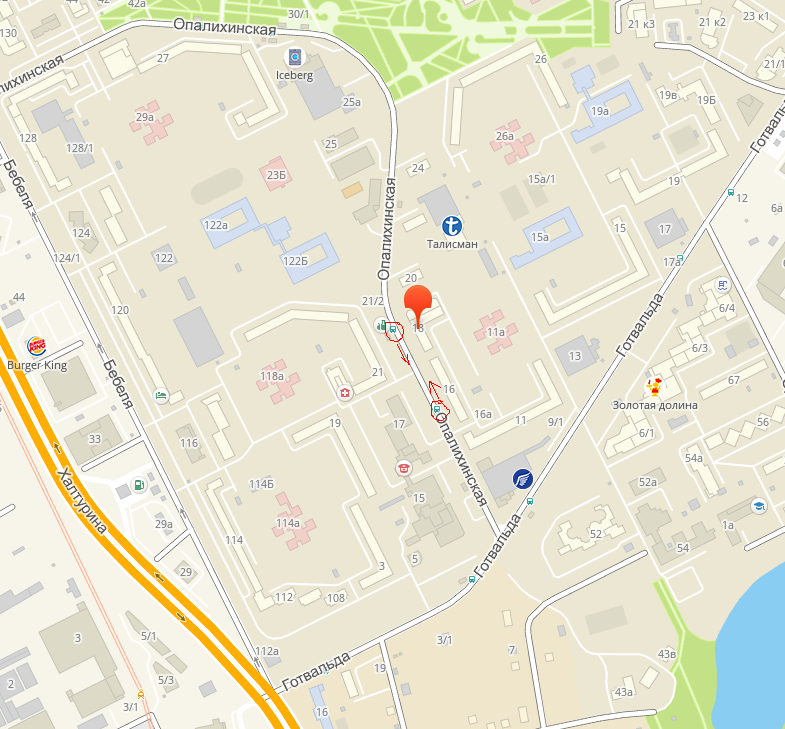 30/1
23 к1
21 к3
21 к2
42а
Опалихинская
130
27
26
21/1
Опалихинская
Iceberg
25а
19в
19Б
19а
Готвальда
29а
128
128/1
25
26а
24
15а/1
19
Бебеля
23Б
Опалихинская
12
6а
122а
124
Талисман
15
17
15а
124/1
122
122Б
17а
20
44
21/2
6/4
120
18
11а
Готвальда
Burger King
13
6/3
118а
21
67
Бебеля
16
Золотая долина
16а
19
17
11
9/1
56
6/1
33
116
Опалихинская
54а
Халтурина
114Б
15
52а
29а
114а
52
1а
114
Готвальда
54
5
29
3
112
108
3
5/1
3/1
7
112а
43в
Готвальда
19
2
5/3
43а
3/1
16